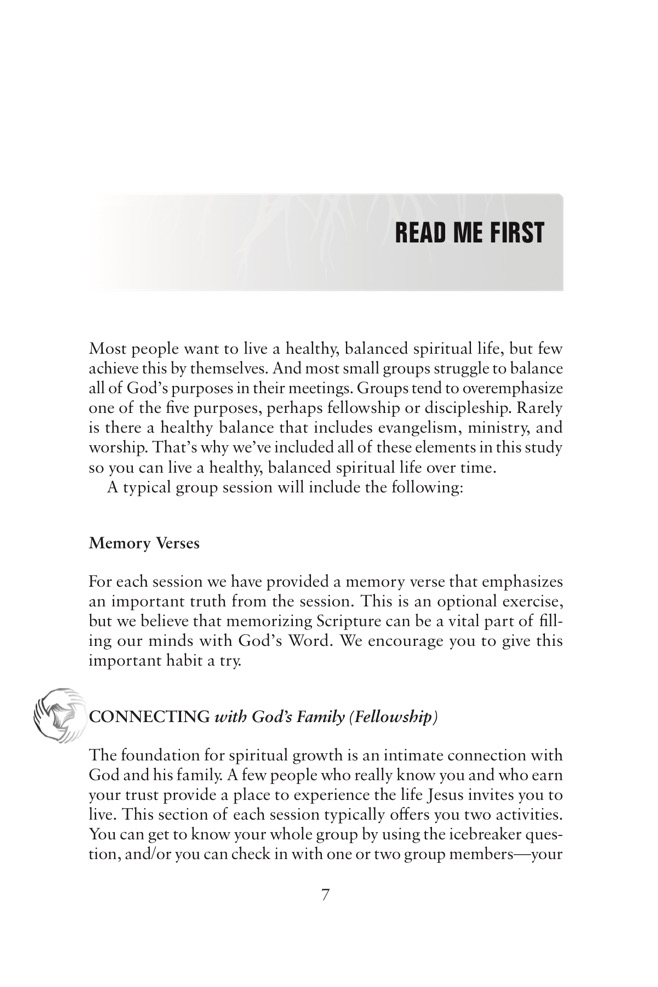 READ ME FIRST
Most people want to live a healthy, balanced spiritual life, but few
achieve this by themselves. And most small groups struggle to balance
all of God’s purposes in their meetings. Groups tend to overemphasize
one of the five purposes, perhaps fellowship or discipleship. Rarely
is there a healthy balance that includes evangelism, ministry, and
worship. That’s why we’ve included all of these elements in this study
so you can live a healthy, balanced spiritual life over time.
A typical group session will include the following:
Memory Verses
For each session we have provided a memory verse that emphasizes
an important truth from the session. This is an optional exercise,
but we believe that memorizing Scripture can be a vital part of fill-
ing our minds with God’s Word. We encourage you to give this
important habit a try.
CONNECTING with God’s Family (Fellowship)
The foundation for spiritual growth is an intimate connection with
God and his family. A few people who really know you and who earn
your trust provide a place to experience the life Jesus invites you to
live. This section of each session typically offers you two activities.
You can get to know your whole group by using the icebreaker ques-
tion, and/or you can check in with one or two group members—your
7